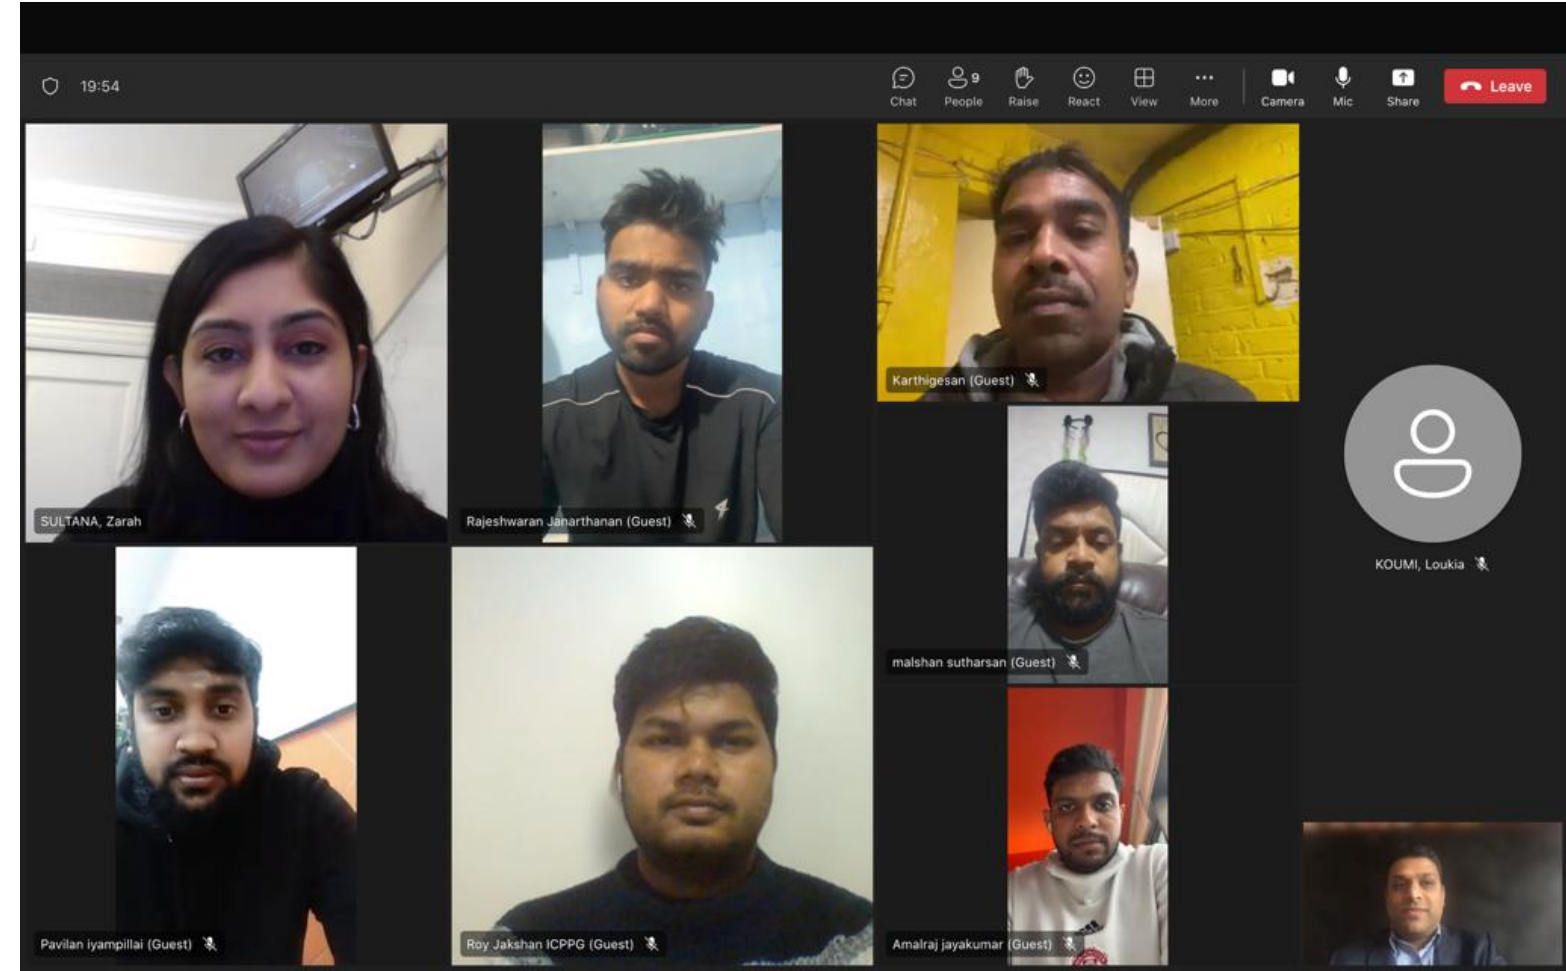 19:54
Chat
People 9
Raise
React
View
More
Camera
Mic
Share
Leave
SULTANA, Zarah
Rajeshwaran Janarthanan (Guest)
Karthigesan (Guest)
malshan sutharsan (Guest)
KOUMI, Loukia
Pavilan iyampillai (Guest)
Roy Jakshan ICPPG (Guest)
Amalraj jayakumar (Guest)